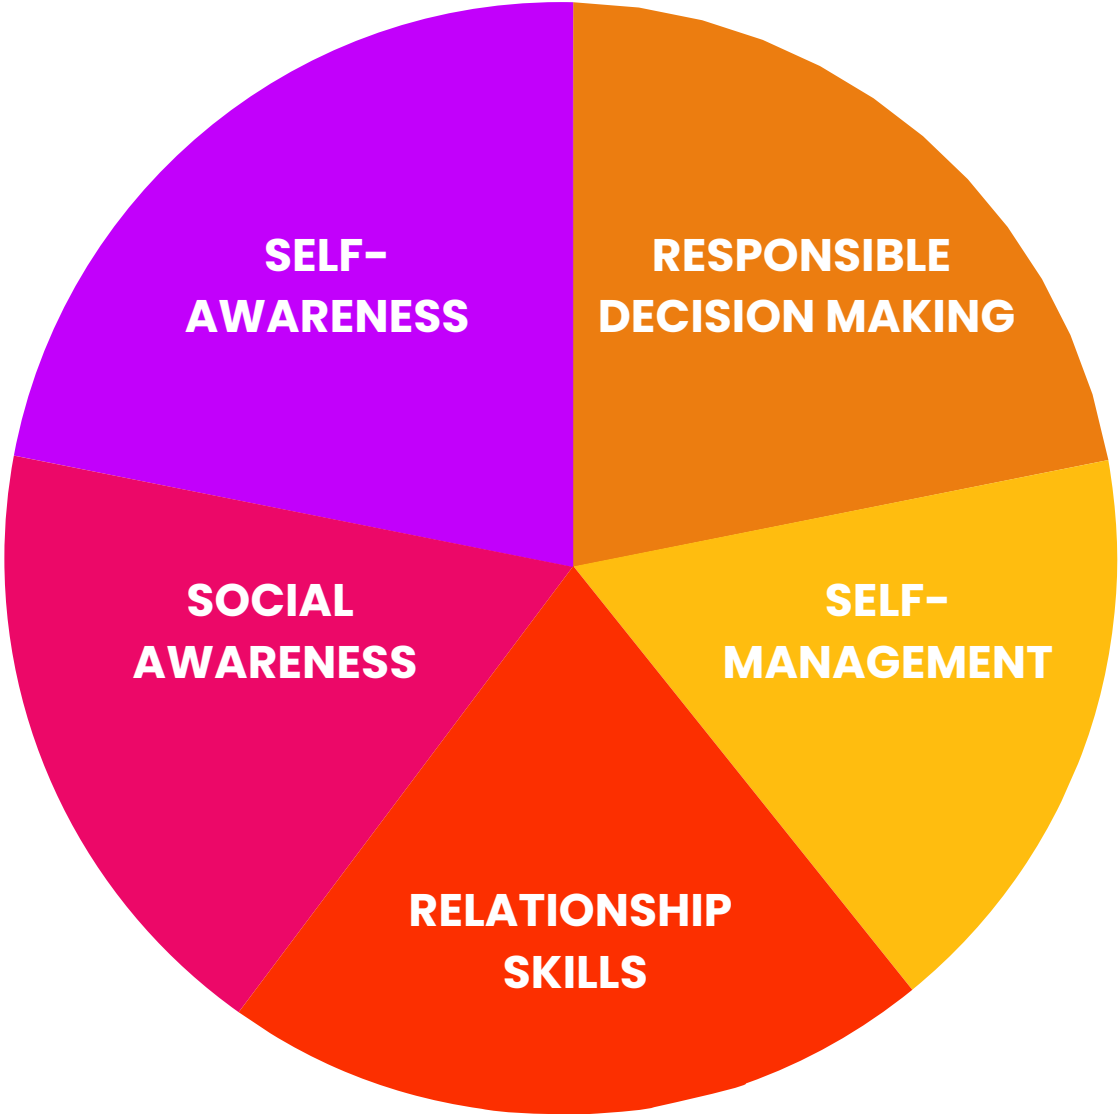 SELF-
AWARENESS
RESPONSIBLE
DECISION MAKING
SOCIAL
AWARENESS
SELF-
MANAGEMENT
RELATIONSHIP
SKILLS